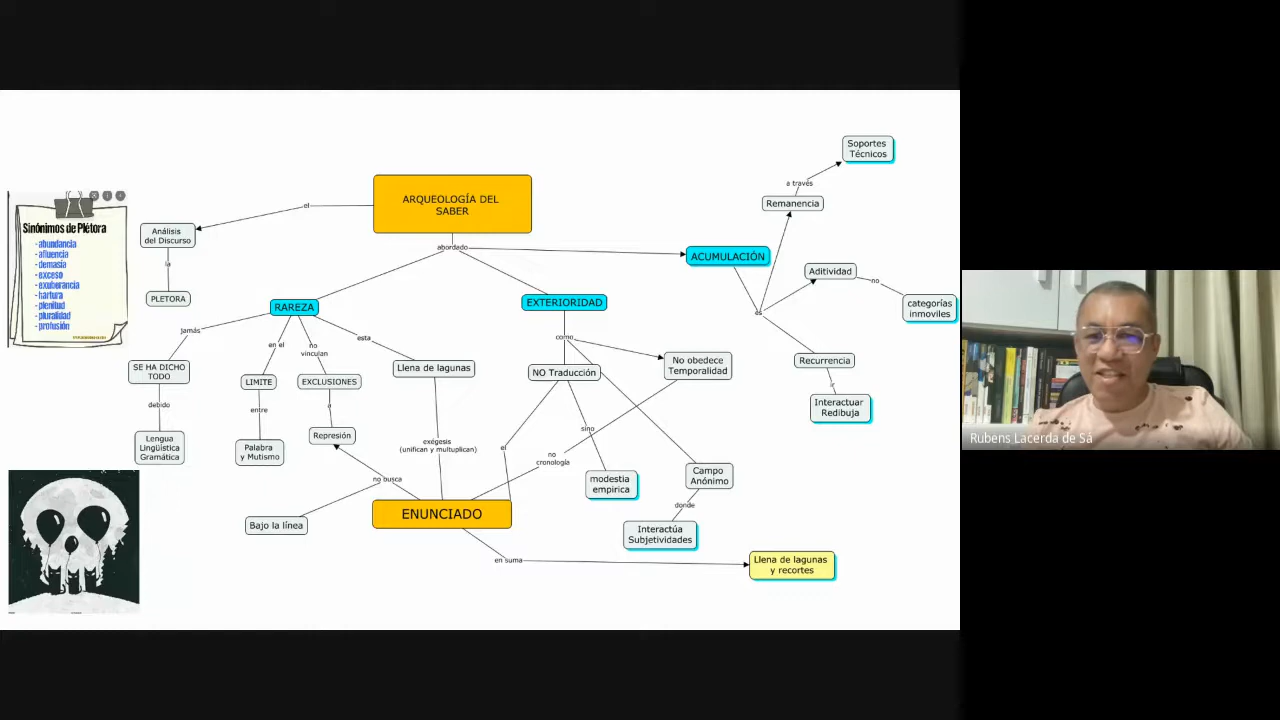 Soportes
Técnicos
a través
Remanencia
ARQUEOLOGÍA DEL
SABER
el
Análisis
del Discurso
la
PLETORA
Sinónimos de Plétora
- abundancia
- afluencia
- demasía
- exceso
- exuberancia
- hartura
- plenitud
- pluralidad
- profusión
abordado
ACUMULACIÓN
es
Aditividad
no
categorías
inmoviles
Recurrencia
Interactuar
Redibuja
RAREZA
EXTERIORIDAD
Jamás
SE HA DICHO
TODO
debido
Lengua
Lingüística
Gramática
en el
LIMITE
entre
Palabra
y Mutismo
no
vinculan
EXCLUSIONES
o
Represión
esta
Llena de lagunas
exégesis
(unifican y multuplican)
como
NO Traducción
No obedece
Temporalidad
el
sino
modestia
empirica
no
cronología
Campo
Anónimo
donde
Interactúa
Subjetividades
no busca
Bajo la línea
ENUNCIADO
en suma
Llena de lagunas
y recortes
Rubens Lacerda de Sá